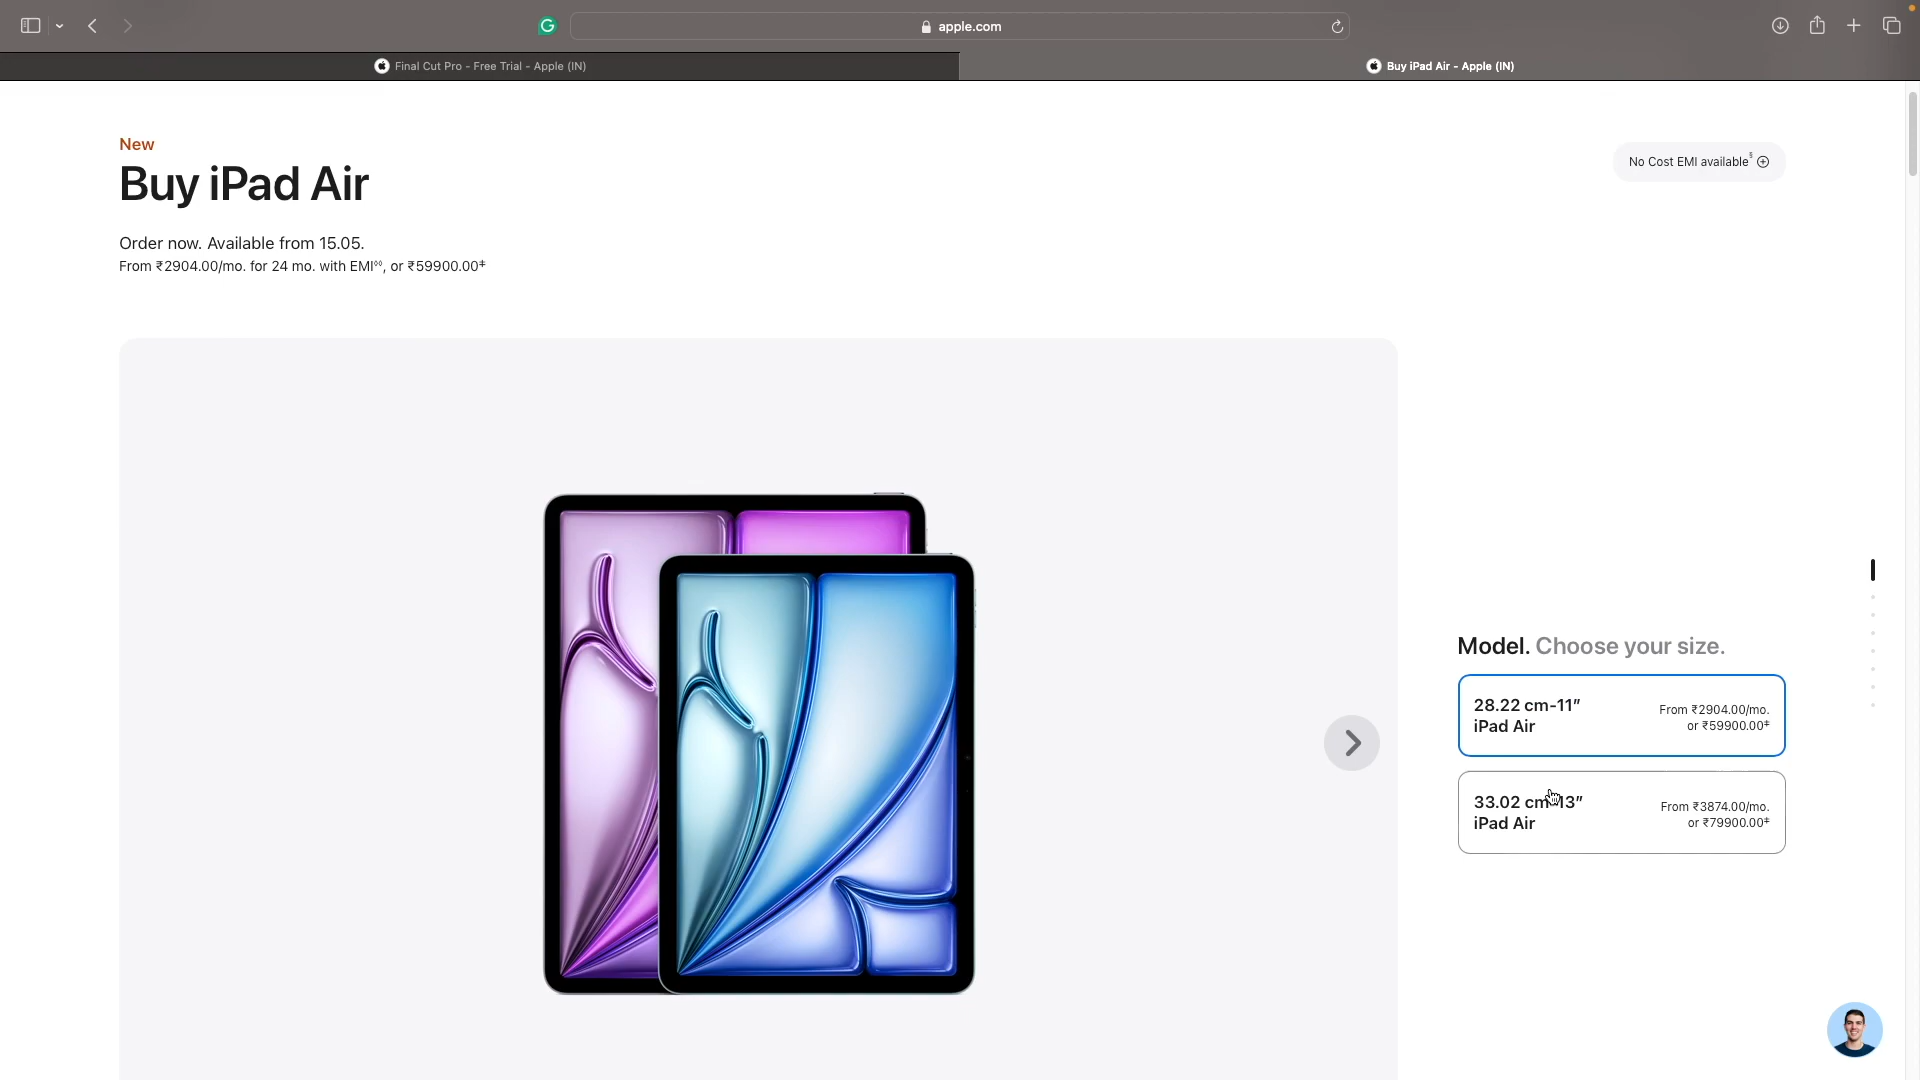 apple.com
Final Cut Pro - Free Trial - Apple (IN)
Buy iPad Air - Apple (IN)
New
Buy iPad Air
Order now. Available from 15.05.
From ₹2904.00/mo. for 24 mo. with EMI◊◊, or ₹59900.00‡
No Cost EMI available§
Model. Choose your size.
28.22 cm-11”
iPad Air
From ₹2904.00/mo.
or ₹59900.00‡
33.02 cm-13”
iPad Air
From ₹3874.00/mo.
or ₹79900.00‡